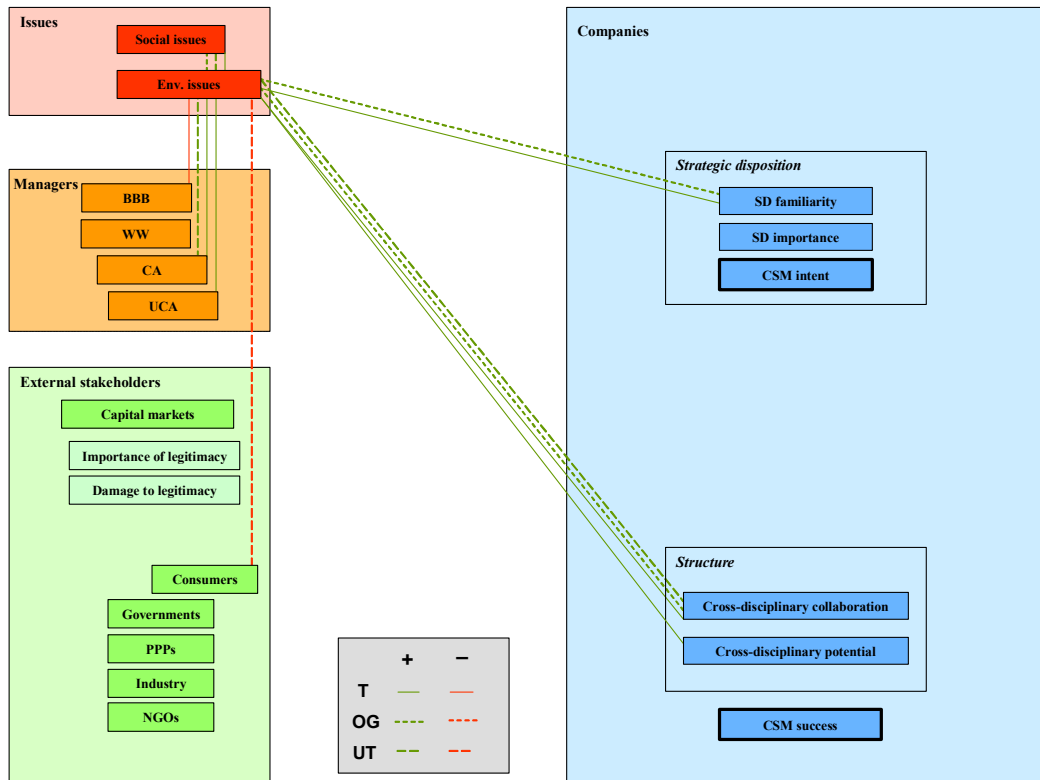 Issues
Social issues
Env. issues
Managers
BBB
WW
CA
UCA
External stakeholders
Capital markets
Importance of legitimacy
Damage to legitimacy
Consumers
Governments
PPPs
Industry
NGOs
+ −
T
OG
UT
Companies
Strategic disposition
SD familiarity
SD importance
CSM intent
Structure
Cross-disciplinary collaboration
Cross-disciplinary potential
CSM success